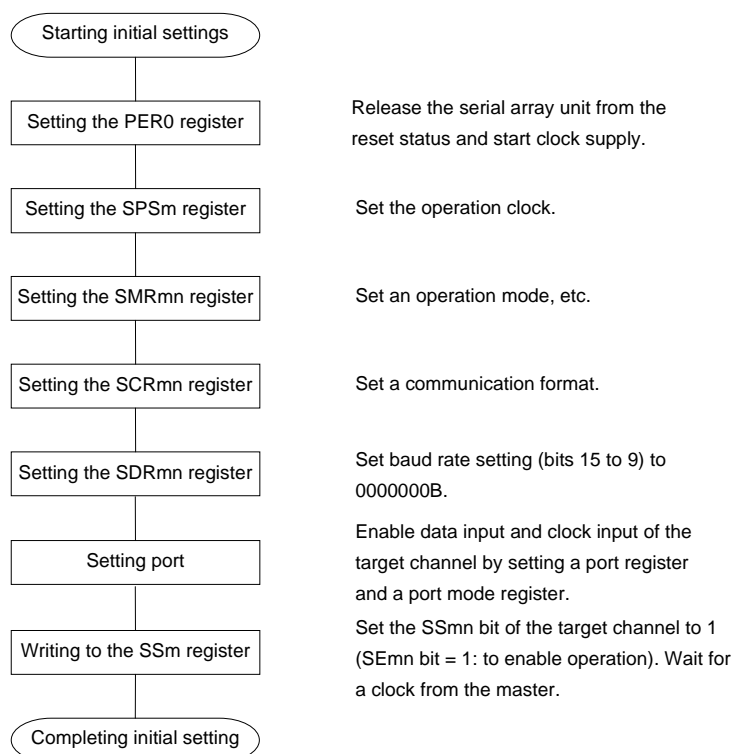 Starting initial settings
Setting the PER0 register
Release the serial array unit from the
reset status and start clock supply.
Setting the SPSm register
Set the operation clock.
Setting the SMRmn register
Set an operation mode, etc.
Setting the SCRmn register
Set a communication format.
Setting the SDRmn register
Set baud rate setting (bits 15 to 9) to
0000000B.
Setting port
Enable data input and clock input of the
target channel by setting a port register
and a port mode register.
Writing to the SSm register
Set the SSmn bit of the target channel to 1
(SEmn bit = 1: to enable operation). Wait for
a clock from the master.
Completing initial setting